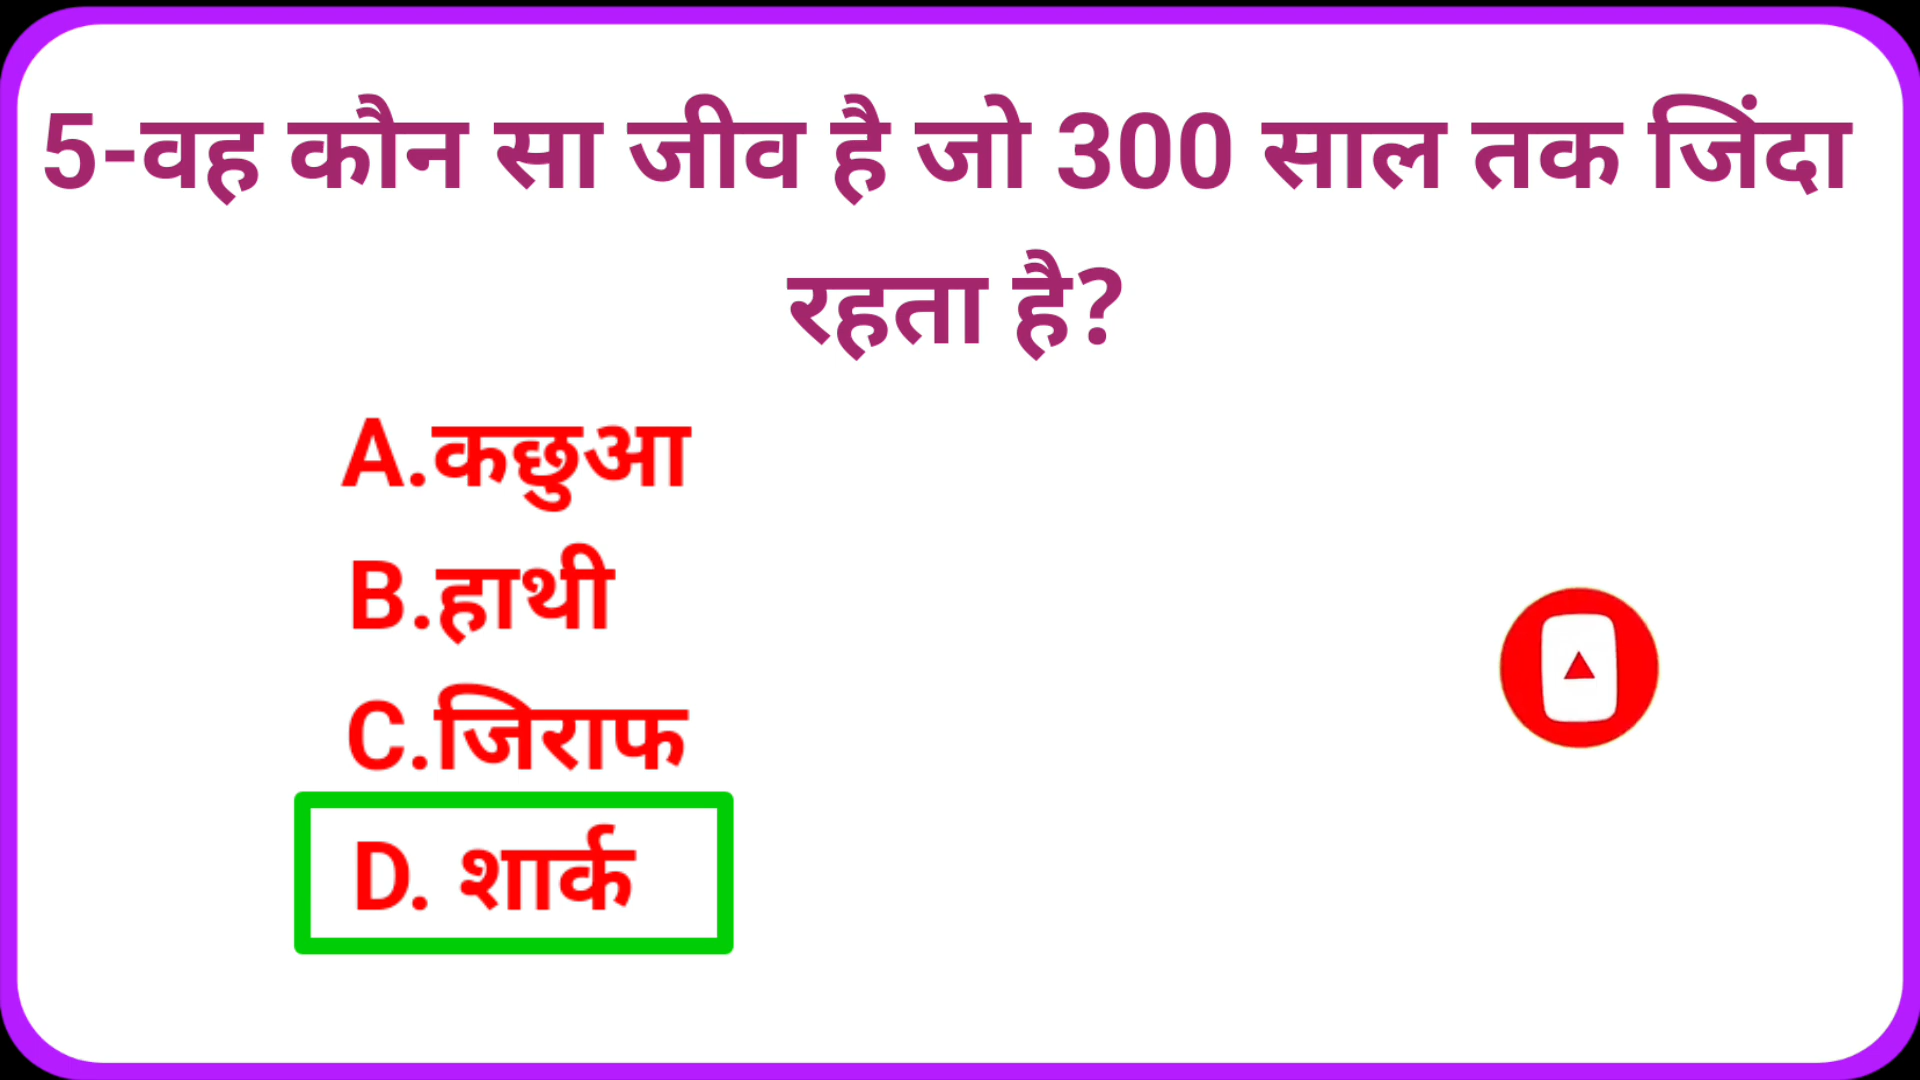 5-वह कौन सा जीव है जो 300 साल तक जिंदा
रहता है?
A.कछुआ
B.हाथी
C.जिराफ
D. शार्क